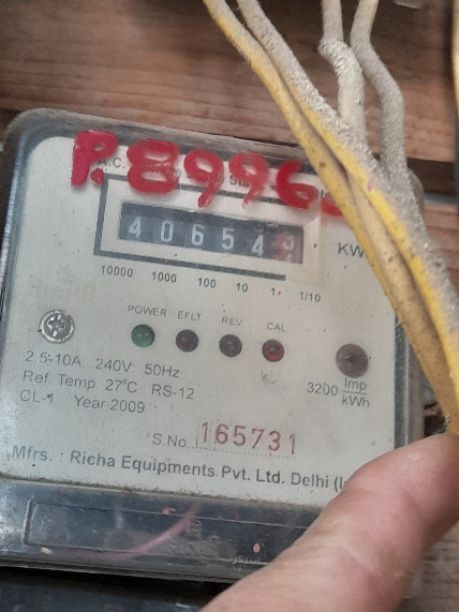 P.8996
A.C.
40654
KW
10000 1000 100 10 1. 1/10
POWER EFLT REV CAL
2.5-10A 240V 50Hz
Ref. Temp 27°C RS-12
3200 Imp/kWh
CL-1 Year 2009
S.No. 165731
Mfrs. : Richa Equipments Pvt. Ltd. Delhi (I